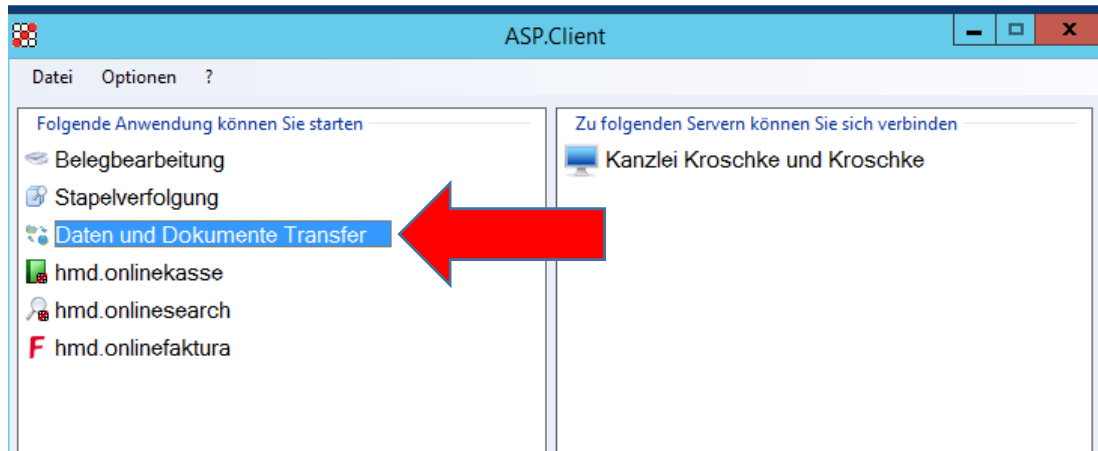 ASP.Client
Datei Optionen ?
Folgende Anwendung können Sie starten
Belegbearbeitung
Stapelverfolgung
Daten und Dokumente Transfer
hmd.onlinekasse
hmd.onlinesearch
F hmd.onlinefaktura
Zu folgenden Servern können Sie sich verbinden
Kanzlei Kroschke und Kroschke